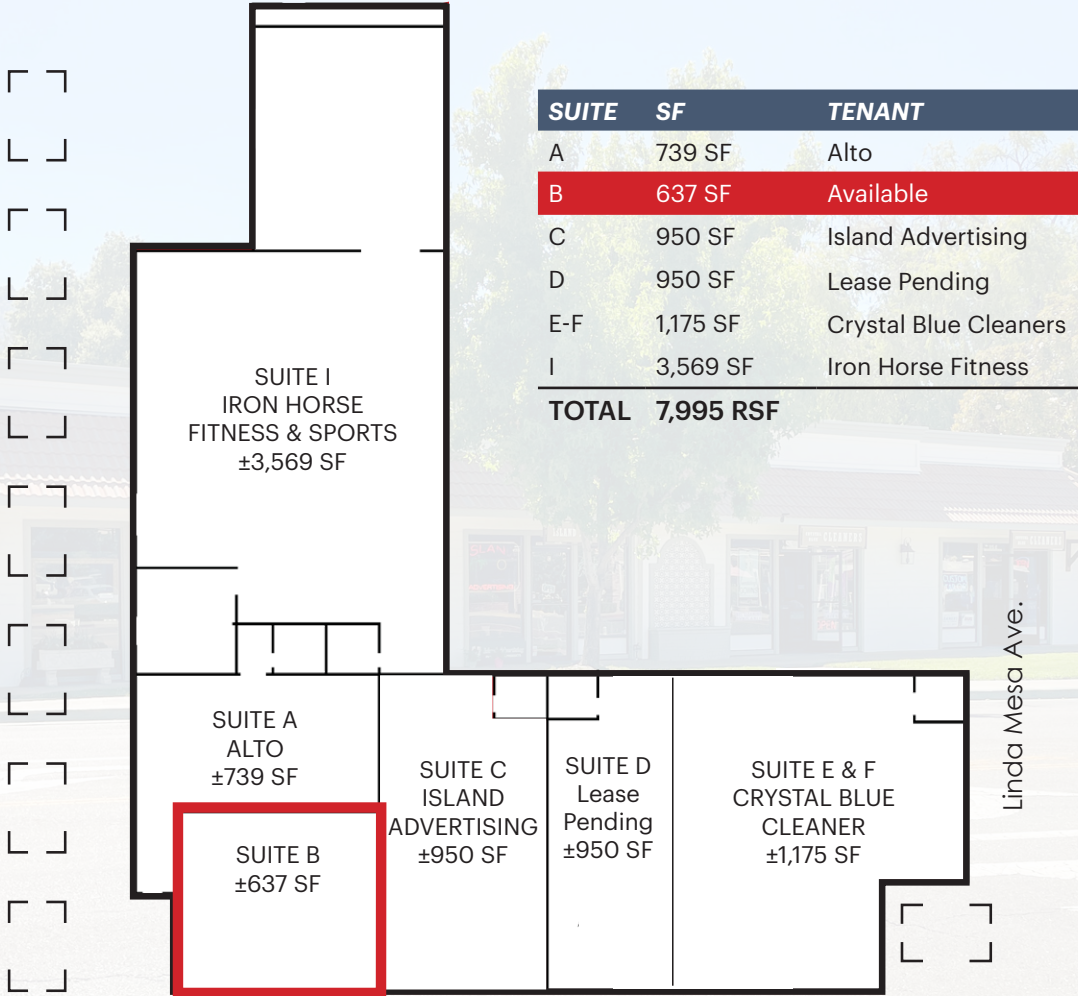 SUITE SF TENANT
A 739 SF Alto
B 637 SF Available
C 950 SF Island Advertising
D 950 SF Lease Pending
E-F 1,175 SF Crystal Blue Cleaners
I 3,569 SF Iron Horse Fitness
TOTAL 7,995 RSF
SUITE I
IRON HORSE
FITNESS & SPORTS
±3,569 SF
SUITE A
ALTO
±739 SF
SUITE B
±637 SF
SUITE C
ISLAND
ADVERTISING
±950 SF
SUITE D
Lease
Pending
±950 SF
SUITE E & F
CRYSTAL BLUE
CLEANER
±1,175 SF
Linda Mesa Ave.
CLEANERS